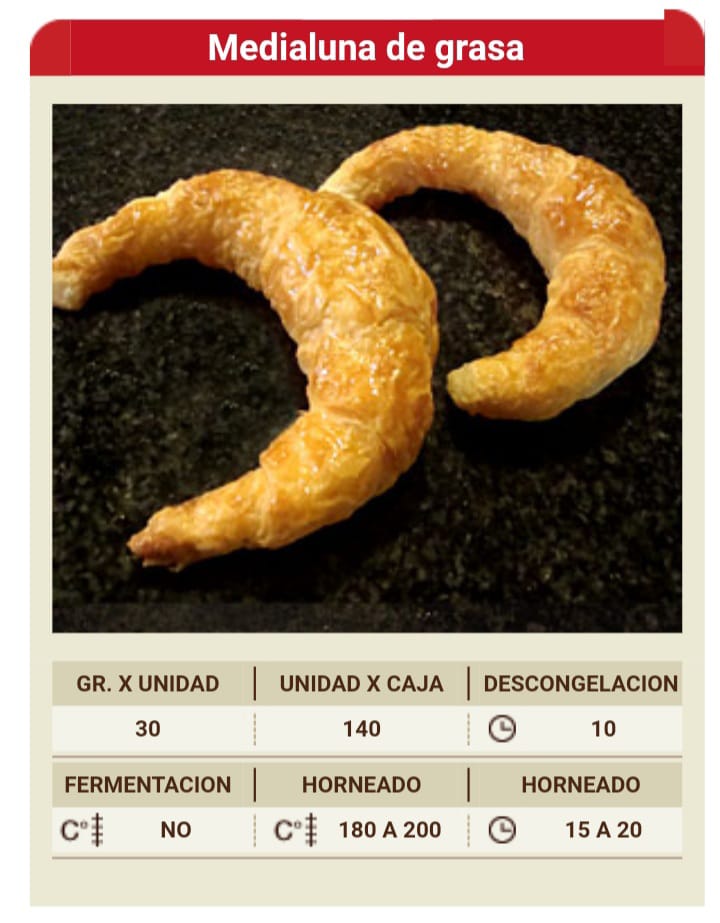 Medialuna de grasa
GR. X UNIDAD UNIDAD X CAJA DESCONGELACION
30 140 10
FERMENTACION HORNEADO HORNEADO
C° NO C° 180 A 200 15 A 20